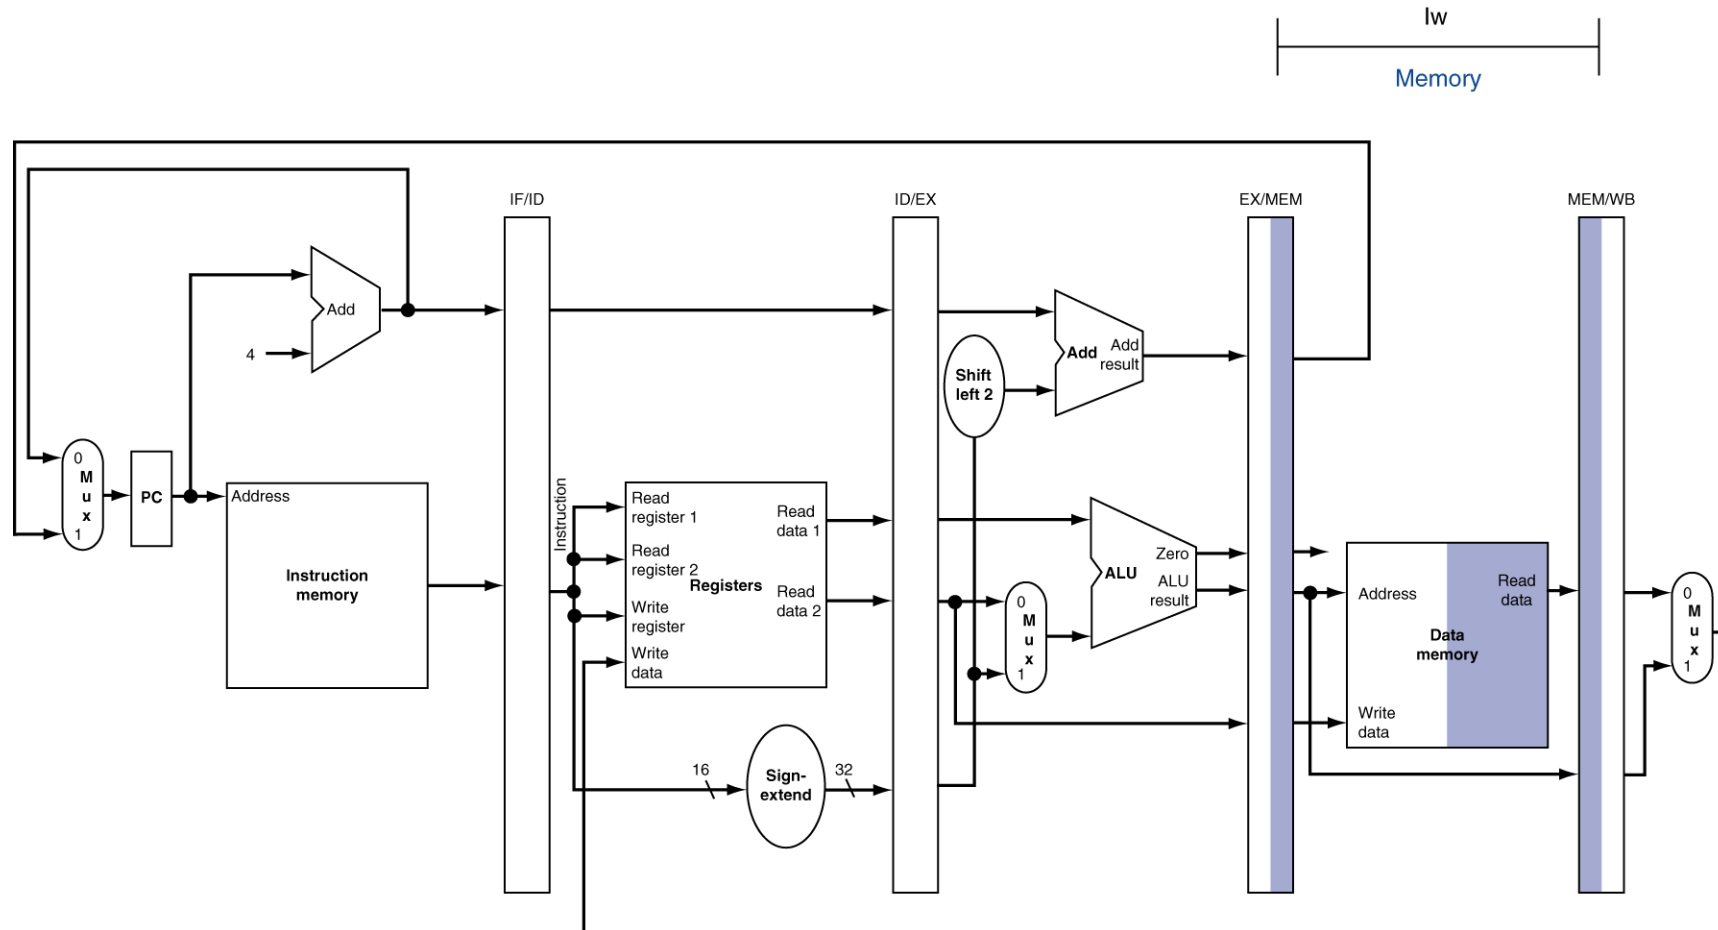 lw
Memory
IF/ID
ID/EX
EX/MEM
MEM/WB
Add
4
Shift
left 2
Add
Add
result
0
M
u
x
1
PC
Address
Instruction
memory
Instruction
Read
register 1
Read
register 2
Write
register
Write
data
Registers
Read
data 1
Read
data 2
16
Sign-
extend
32
0
M
u
x
1
ALU
Zero
ALU
result
Address
Read
data
Data
memory
Write
data
0
M
u
x
1